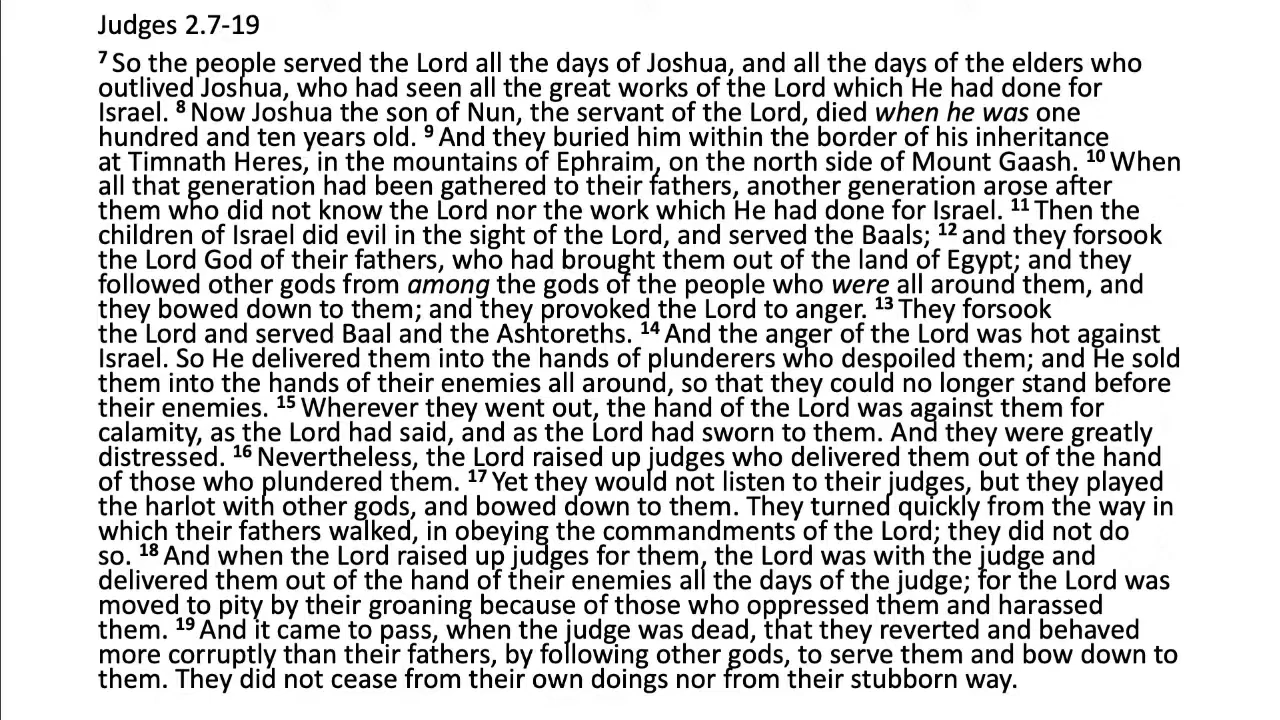 Judges 2.7-19
7 So the people served the Lord all the days of Joshua, and all the days of the elders who
outlived Joshua, who had seen all the great works of the Lord which He had done for
Israel. 8 Now Joshua the son of Nun, the servant of the Lord, died when he was one
hundred and ten years old. 9 And they buried him within the border of his inheritance
at Timnath Heres, in the mountains of Ephraim, on the north side of Mount Gaash. 10 When
all that generation had been gathered to their fathers, another generation arose after
them who did not know the Lord nor the work which He had done for Israel. 11 Then the
children of Israel did evil in the sight of the Lord, and served the Baals; 12 and they forsook
the Lord God of their fathers, who had brought them out of the land of Egypt; and they
followed other gods from among the gods of the people who were all around them, and
they bowed down to them; and they provoked the Lord to anger. 13 They forsook
the Lord and served Baal and the Ashtoreths. 14 And the anger of the Lord was hot against
Israel. So He delivered them into the hands of plunderers who despoiled them; and He sold
them into the hands of their enemies all around, so that they could no longer stand before
their enemies. 15 Wherever they went out, the hand of the Lord was against them for
calamity, as the Lord had said, and as the Lord had sworn to them. And they were greatly
distressed. 16 Nevertheless, the Lord raised up judges who delivered them out of the hand
of those who plundered them. 17 Yet they would not listen to their judges, but they played
the harlot with other gods, and bowed down to them. They turned quickly from the way in
which their fathers walked, in obeying the commandments of the Lord; they did not do
so. 18 And when the Lord raised up judges for them, the Lord was with the judge and
delivered them out of the hand of their enemies all the days of the judge; for the Lord was
moved to pity by their groaning because of those who oppressed them and harassed
them. 19 And it came to pass, when the judge was dead, that they reverted and behaved
more corruptly than their fathers, by following other gods, to serve them and bow down to
them. They did not cease from their own doings nor from their stubborn way.